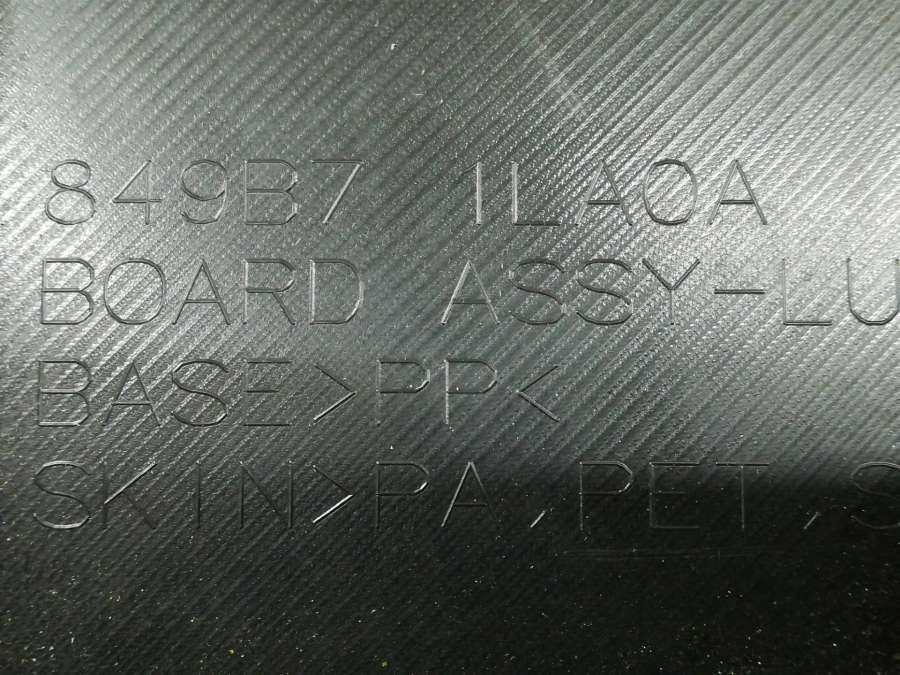 849B7 1LA0A
BOARD ASSY-LU
BASE>PP<
SKIN>PA,PET,S